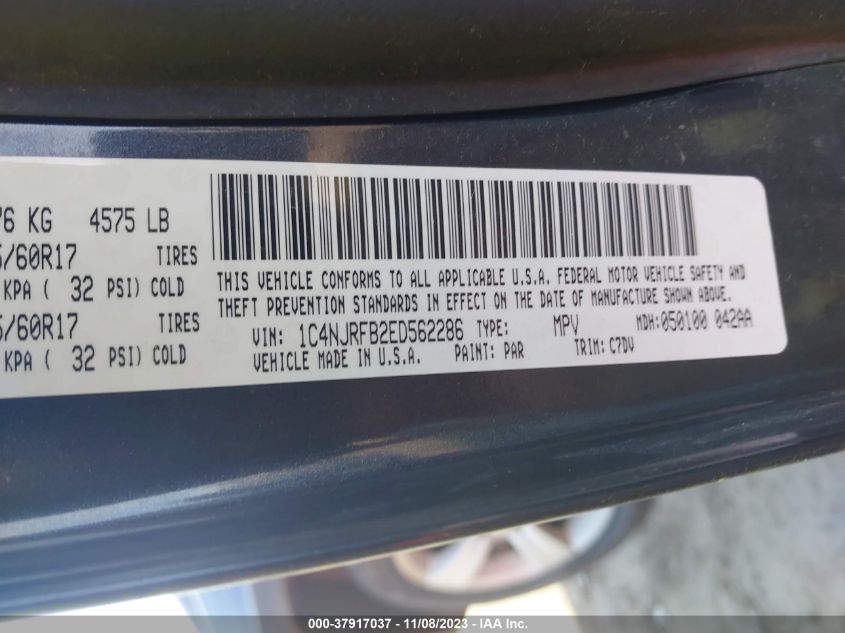 76 KG 4575 LB
5/60R17 TIRES
KPA ( 32 PSI) COLD
5/60R17 TIRES
KPA ( 32 PSI) COLD
THIS VEHICLE CONFORMS TO ALL APPLICABLE U.S.A. FEDERAL MOTOR VEHICLE SAFETY AND
THEFT PREVENTION STANDARDS IN EFFECT ON THE DATE OF MANUFACTURE SHOWN ABOVE.
VIN: 1C4NJRFB2ED562286 TYPE: MPV MDH:050100 042AA
VEHICLE MADE IN U.S.A. PAINT: PAR TRIM: C7DV
000-37917037 - 11/08/2023 - IAA Inc.